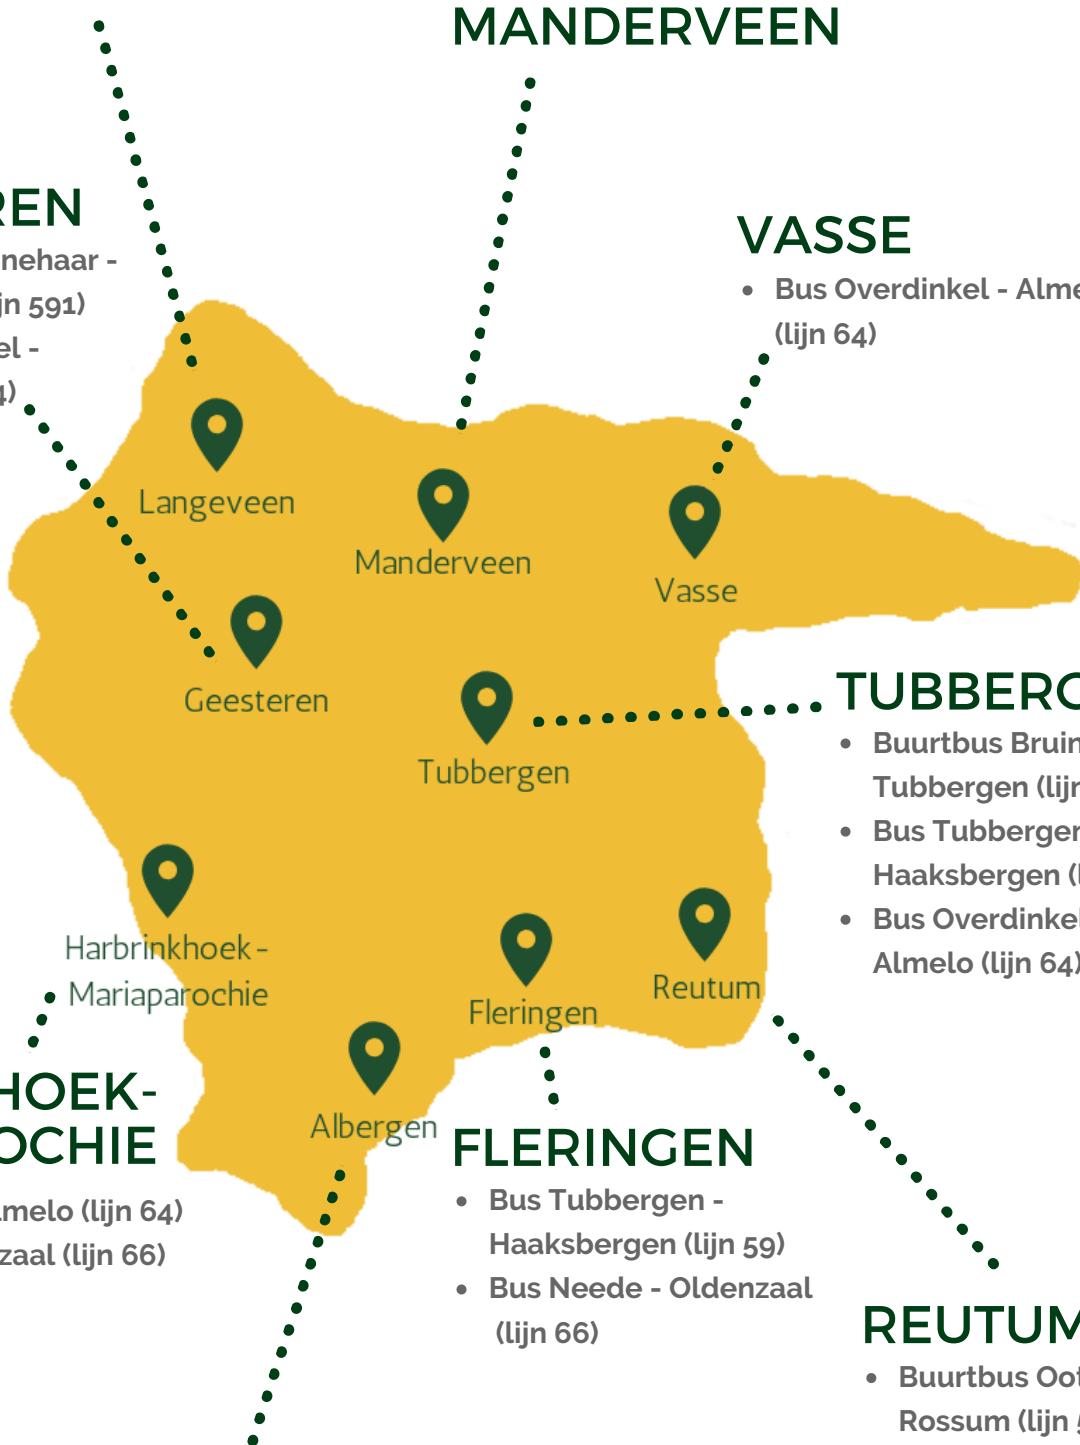 MANDERVEEN
REN
nehaar -
jn 591)
el -
4)
VASSE
Bus Overdinkel - Alme
(lijn 64)
Langeveen
Manderveen
Vasse
Geesteren
Tubbergen
TUBBERG
Buurtbus Bruin
Tubbergen (lijn
Bus Tubbergen
Haaksbergen (l
Bus Overdinkel
Almelo (lijn 64)
Harbrinkhoek-
Mariaparochie
Fleringen
Reutum
Albergen
HOEK-
OCHIE
lmelo (lijn 64)
zaal (lijn 66)
FLERINGEN
Bus Tubbergen -
Haaksbergen (lijn 59)
Bus Neede - Oldenzaal
(lijn 66)
REUTUM
Buurtbus Oot
Rossum (lijn 5